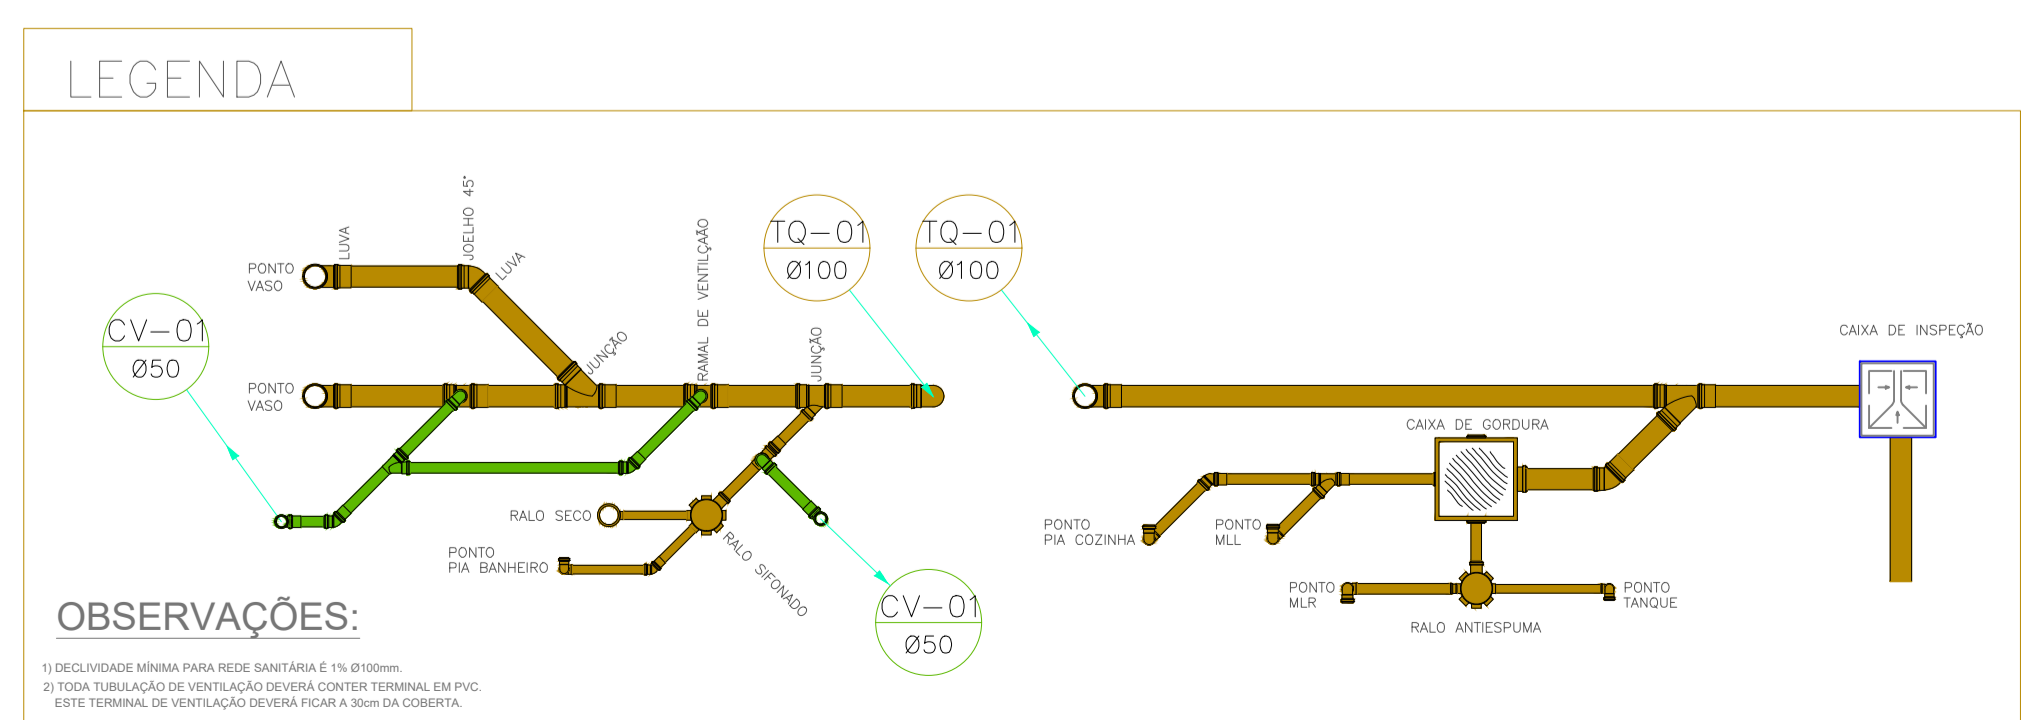 LEGENDA
JOELHO 45°
LUVA
LUVA
PONTO
VASO
RAMAL DE VENTILÇAÃO
TQ-01
Ø100
TQ-01
Ø100
CV-01
Ø50
JUNÇÃO
JUNÇÃO
PONTO
VASO
CAIXA DE INSPEÇÃO
CAIXA DE GORDURA
RALO SECO
PONTO
PIA BANHEIRO
RALO SIFONADO
PONTO
PIA COZINHA
PONTO
MLL
PONTO
MLR
PONTO
TANQUE
RALO ANTIESPUMA
CV-01
Ø50
OBSERVAÇÕES:
1) DECLIVIDADE MÍNIMA PARA REDE SANITÁRIA É 1% Ø100mm.
2) TODA TUBULAÇÃO DE VENTILAÇÃO DEVERÁ CONTER TERMINAL EM PVC.
ESTE TERMINAL DE VENTILAÇÃO DEVERÁ FICAR A 30cm DA COBERTA.